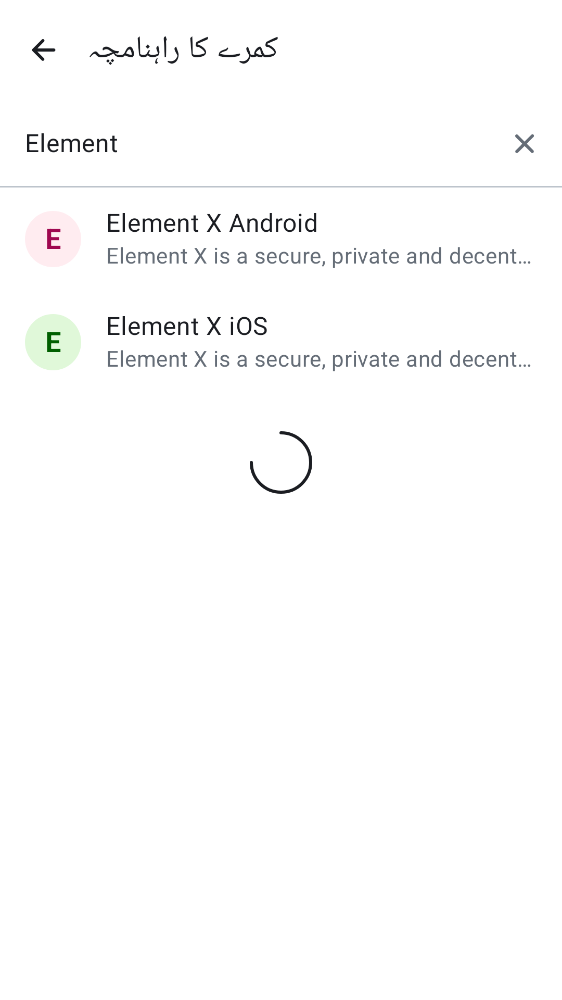 کمرے کا راہنامچہ
Element
E
Element X Android
Element X is a secure, private and decent…
E
Element X iOS
Element X is a secure, private and decent…